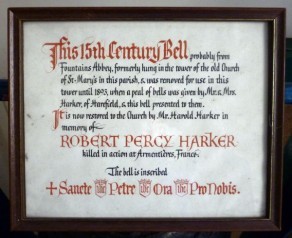 This 15th Century Bell, probably from
Fountains Abbey, formerly hung in the tower of the old Church
of St. Mary's in this parish, & was removed for use in this
tower until 1893, when a peal of bells was given by Mr. & Mrs.
Harker, of Harefield, & this bell presented to them.
It is now restored to the Church by Mr. Harold Harker in
memory of
ROBERT PERCY HARKER
killed in action at Armentières, France.
The bell is inscribed
+ Sancte Petre Ora Pro Nobis.